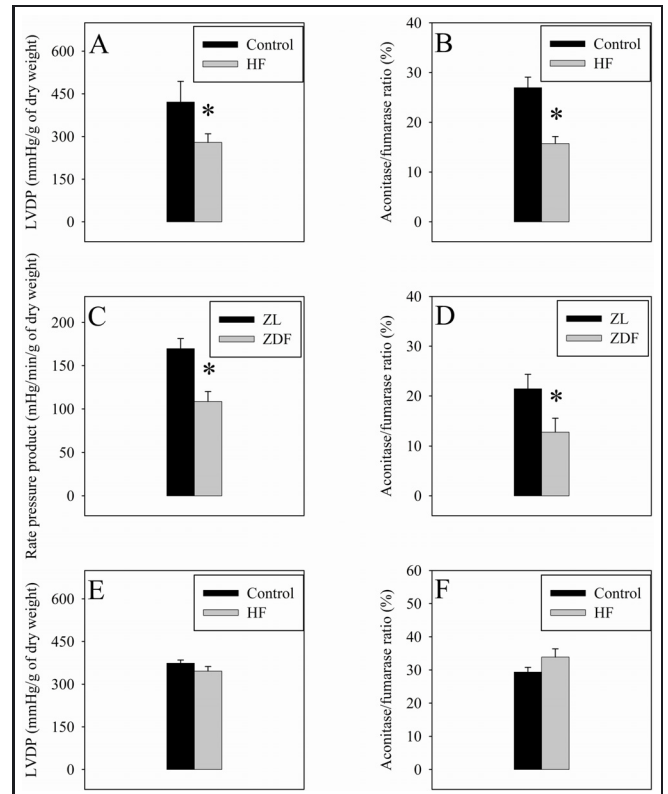 A
LVDP (mmHg/g of dry weight)
600
450
300
150
0
Control
HF
*
B
Aconitase/fumarase ratio (%)
40
30
20
10
0
Control
HF
*
C
Rate pressure product (mHg/min/g of dry weight)
200
150
100
50
0
ZL
ZDF
*
D
Aconitase/fumarase ratio (%)
40
30
20
10
0
ZL
ZDF
*
E
LVDP (mmHg/g of dry weight)
600
450
300
150
0
Control
HF
F
Aconitase/fumarase ratio (%)
60
50
40
30
20
10
0
Control
HF